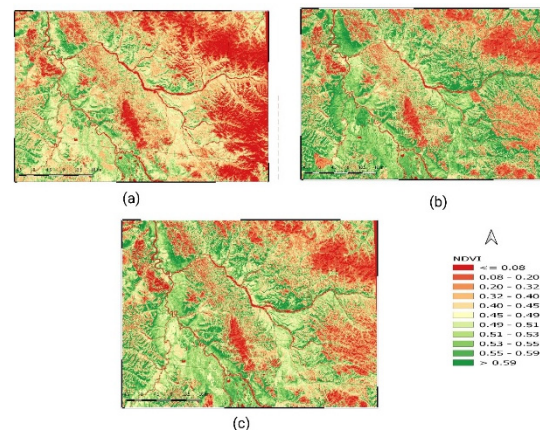 (a)
(b)
(c)
NDVI
<= 0.08
0.08 - 0.20
0.20 - 0.32
0.32 - 0.40
0.40 - 0.45
0.45 - 0.49
0.49 - 0.51
0.51 - 0.53
0.53 - 0.55
0.55 - 0.59
> 0.59